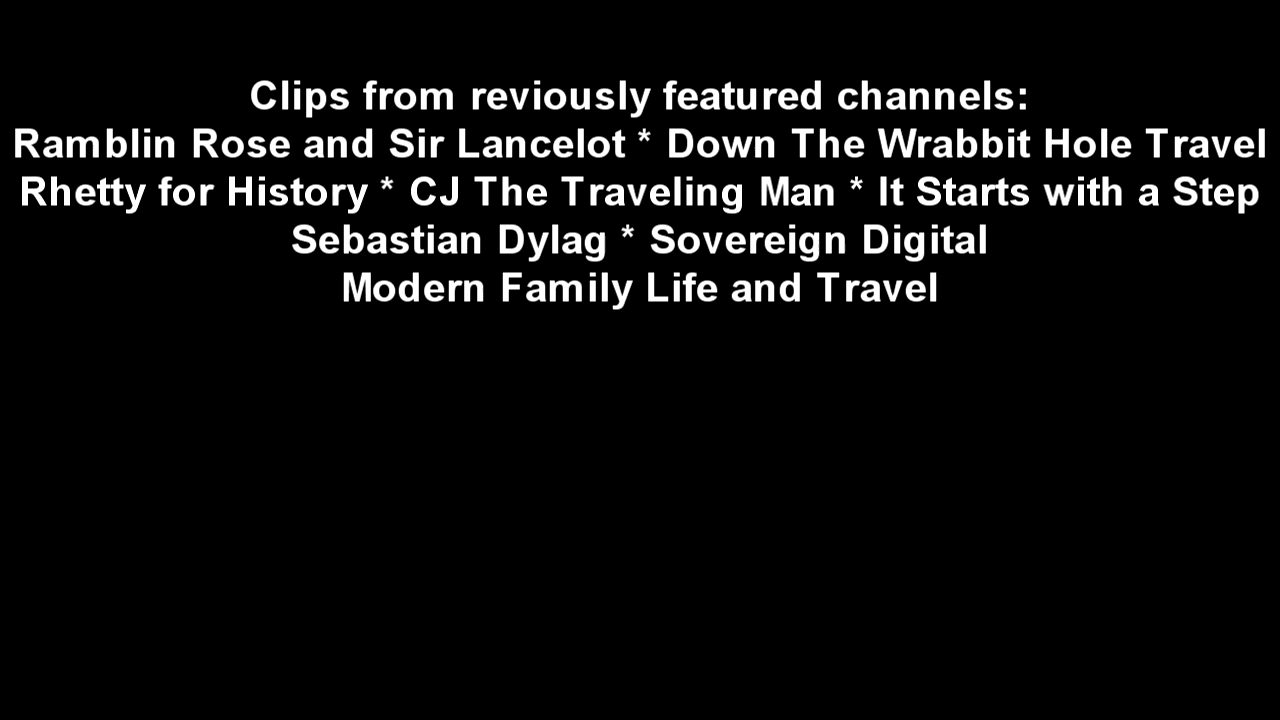 Clips from reviously featured channels:
Ramblin Rose and Sir Lancelot * Down The Wrabbit Hole Travel
Rhetty for History * CJ The Traveling Man * It Starts with a Step
Sebastian Dylag * Sovereign Digital
Modern Family Life and Travel